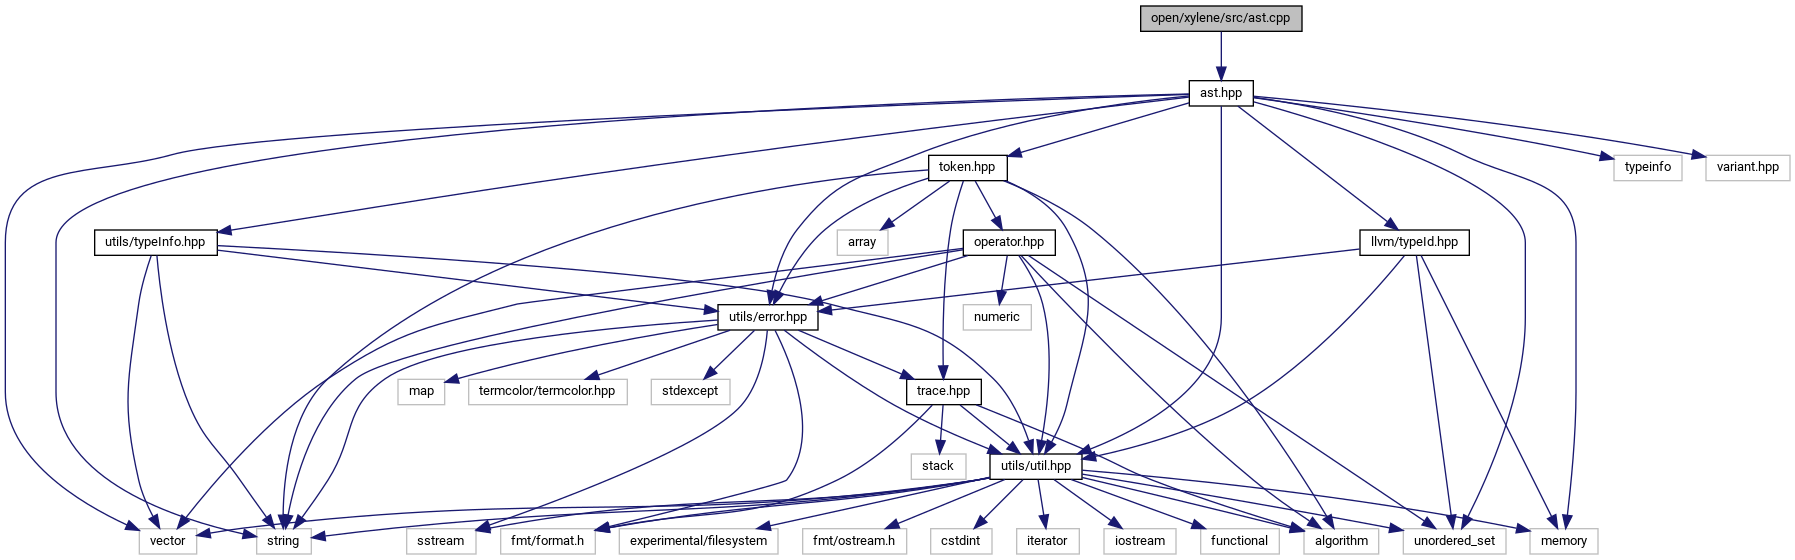 open/xylene/src/ast.cpp
ast.hpp
token.hpp
typeinfo
variant.hpp
utils/typeInfo.hpp
array
operator.hpp
llvm/typeId.hpp
utils/error.hpp
numeric
map
termcolor/termcolor.hpp
stdexcept
trace.hpp
stack
utils/util.hpp
vector
string
sstream
fmt/format.h
experimental/filesystem
fmt/ostream.h
cstdint
iterator
iostream
functional
algorithm
unordered_set
memory